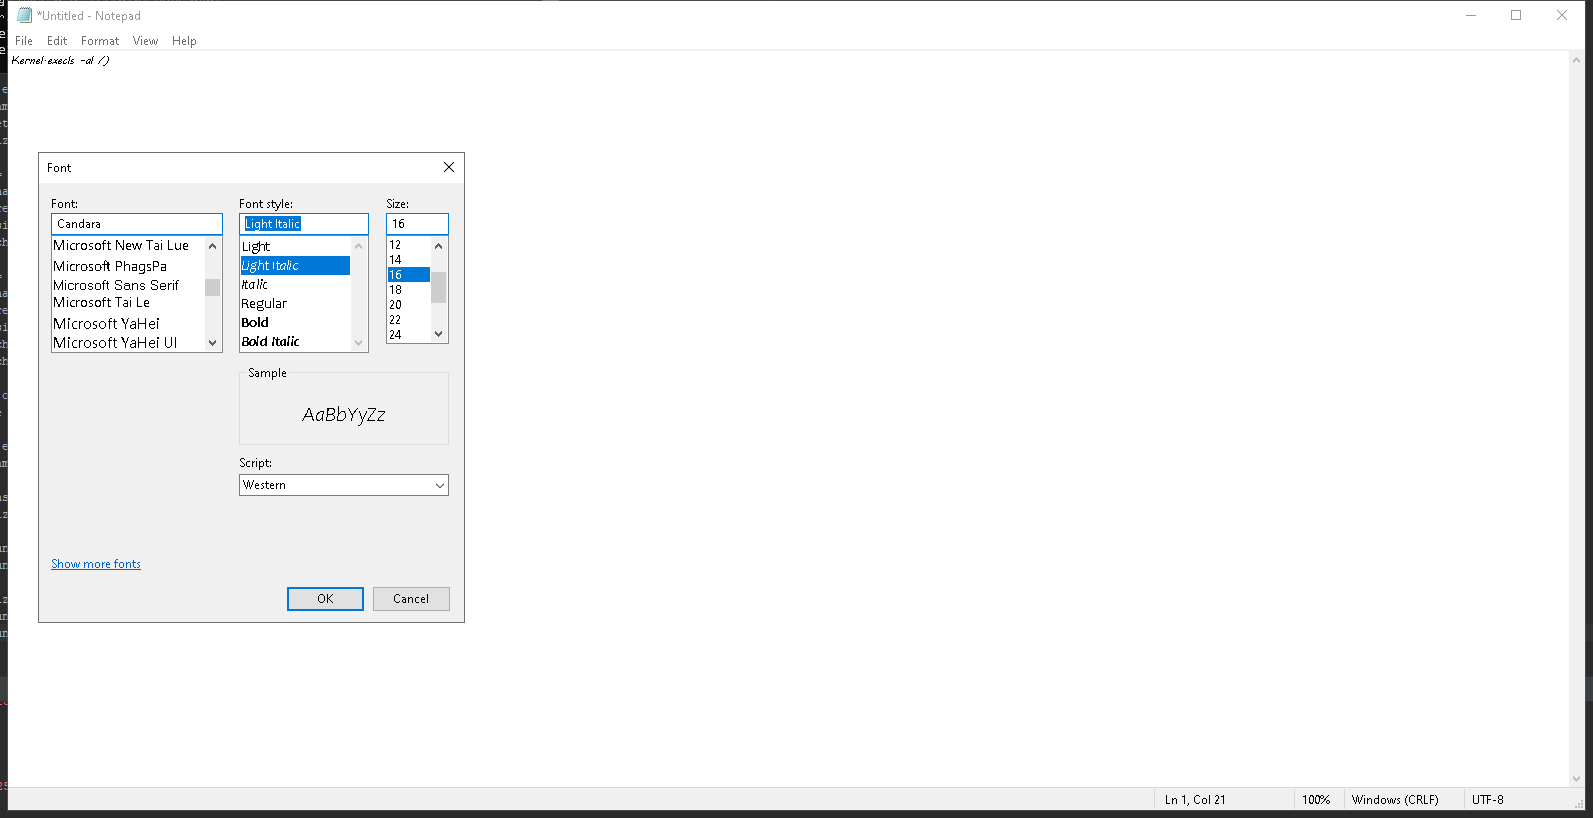 *Untitled - Notepad
File Edit Format View Help
Kernel.execls -al /)
Font
Font: Font style: Size:
Candara Light Italic 16
Microsoft New Tai Lue
Microsoft PhagsPa
Microsoft Sans Serif
Microsoft Tai Le
Microsoft YaHei
Microsoft YaHei UI
Light
Light Italic
Italic
Regular
Bold
Bold Italic
12
14
16
18
20
22
24
Sample
AaBbYyZz
Script:
Western
Show more fonts
OK Cancel
Ln 1, Col 21 100% Windows (CRLF) UTF-8